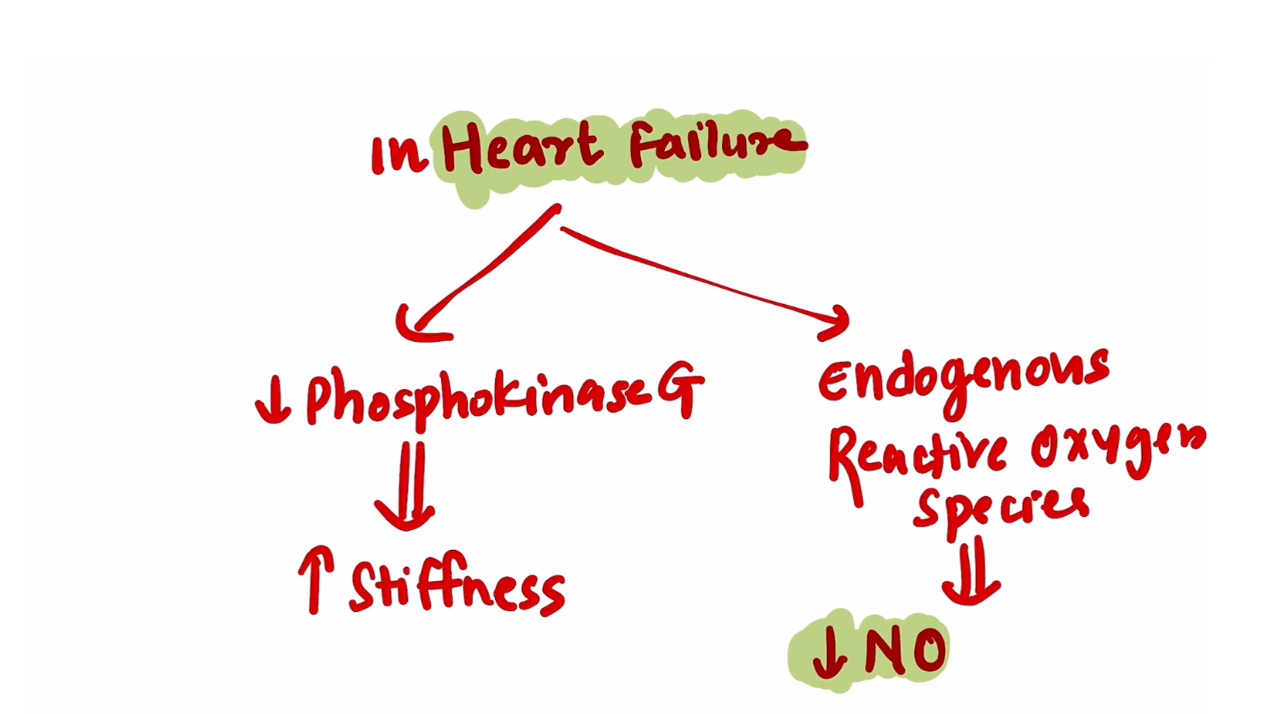 In Heart Failure
↓ Phosphokinase G
↑ Stiffness
Endogenous
Reactive Oxygen
Species
↓ NO